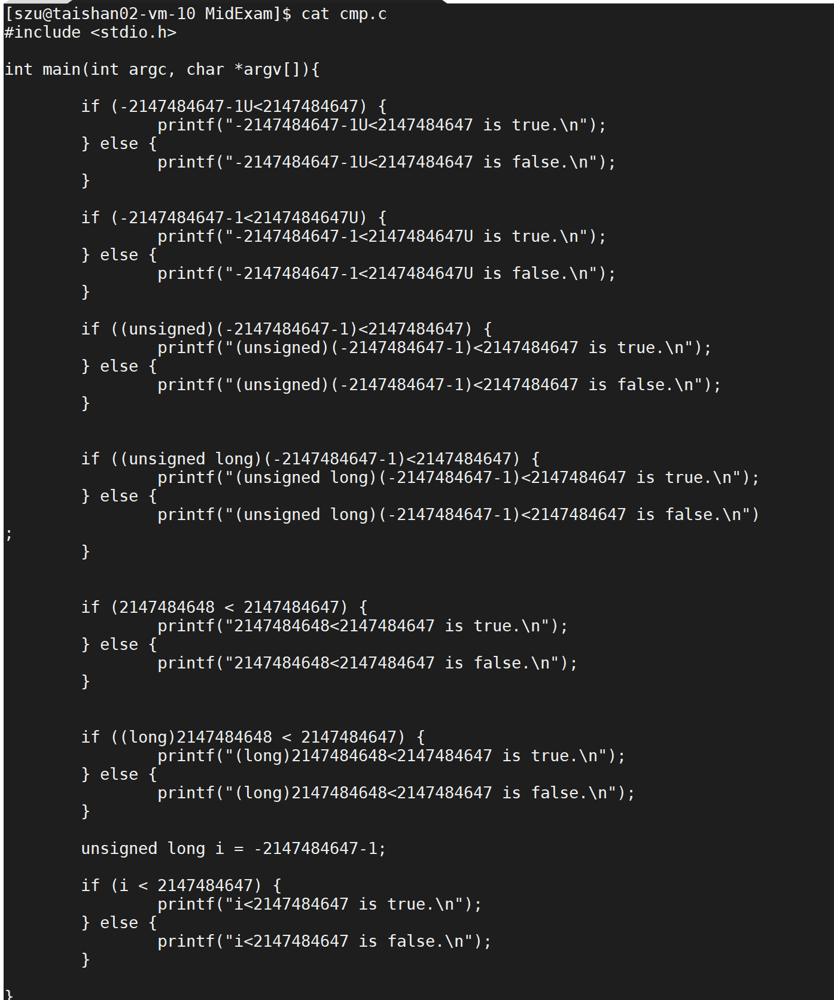 [szu@taishan02-vm-10 MidExam]$ cat cmp.c
#include <stdio.h>

int main(int argc, char *argv[]){

        if (-2147484647-1U<2147484647) {
                printf("-2147484647-1U<2147484647 is true.\n");
        } else {
                printf("-2147484647-1U<2147484647 is false.\n");
        }

        if (-2147484647-1<2147484647U) {
                printf("-2147484647-1<2147484647U is true.\n");
        } else {
                printf("-2147484647-1<2147484647U is false.\n");
        }

        if ((unsigned)(-2147484647-1)<2147484647) {
                printf("(unsigned)(-2147484647-1)<2147484647 is true.\n");
        } else {
                printf("(unsigned)(-2147484647-1)<2147484647 is false.\n");
        }


        if ((unsigned long)(-2147484647-1)<2147484647) {
                printf("(unsigned long)(-2147484647-1)<2147484647 is true.\n");
        } else {
                printf("(unsigned long)(-2147484647-1)<2147484647 is false.\n")
;
        }


        if (2147484648 < 2147484647) {
                printf("2147484648<2147484647 is true.\n");
        } else {
                printf("2147484648<2147484647 is false.\n");
        }


        if ((long)2147484648 < 2147484647) {
                printf("(long)2147484648<2147484647 is true.\n");
        } else {
                printf("(long)2147484648<2147484647 is false.\n");
        }

        unsigned long i = -2147484647-1;

        if (i < 2147484647) {
                printf("i<2147484647 is true.\n");
        } else {
                printf("i<2147484647 is false.\n");
        }

}